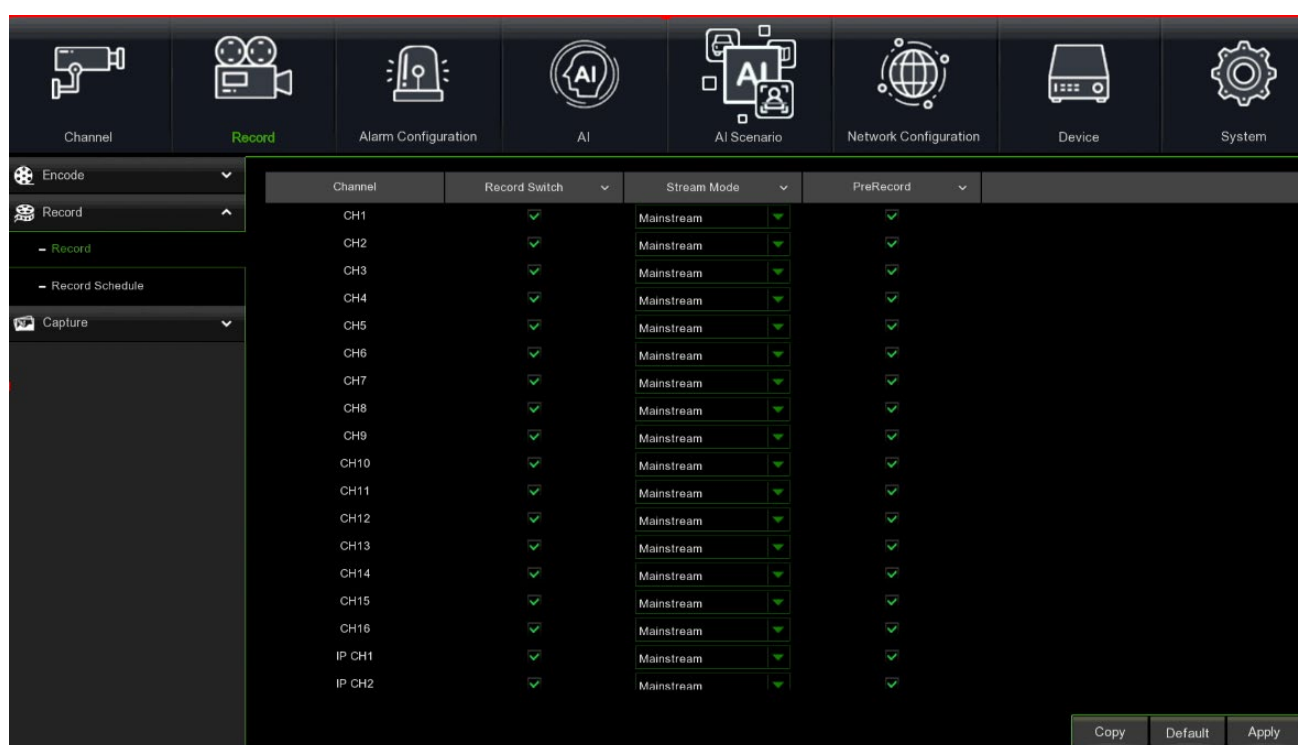 AI
AI
Channel Record Alarm Configuration AI AI Scenario Network Configuration Device System
Encode
Record
Record
Record Schedule
Capture
Channel Record Switch Stream Mode PreRecord
CH1 Mainstream
CH2 Mainstream
CH3 Mainstream
CH4 Mainstream
CH5 Mainstream
CH6 Mainstream
CH7 Mainstream
CH8 Mainstream
CH9 Mainstream
CH10 Mainstream
CH11 Mainstream
CH12 Mainstream
CH13 Mainstream
CH14 Mainstream
CH15 Mainstream
CH16 Mainstream
IP CH1 Mainstream
IP CH2 Mainstream
Copy Default Apply